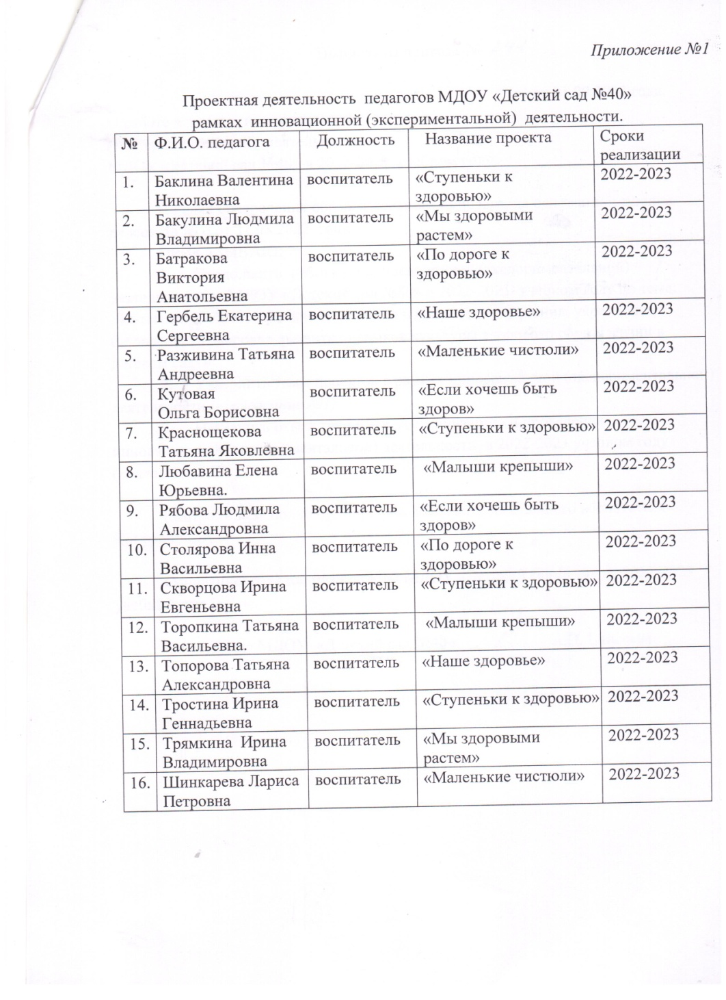 Приложение №1
Проектная деятельность  педагогов МДОУ «Детский сад №40»
рамках  инновационной (экспериментальной)  деятельности.
№ Ф.И.О. педагога Должность Название проекта Сроки
реализации
1. Баклина Валентина воспитатель «Ступеньки к 2022-2023
Николаевна здоровью»
2. Бакулина Людмила воспитатель «Мы здоровыми 2022-2023
Владимировна растем»
3. Батракова воспитатель «По дороге к 2022-2023
Виктория здоровью»
Анатольевна
4. Гербель Екатерина воспитатель «Наше здоровье» 2022-2023
Сергеевна
5. Разживина Татьяна воспитатель «Маленькие чистюли» 2022-2023
Андреевна
6. Кутовая воспитатель «Если хочешь быть 2022-2023
Ольга Борисовна здоров»
7. Краснощекова воспитатель «Ступеньки к здоровью» 2022-2023
Татьяна Яковлевна
8. Любавина Елена воспитатель «Малыши крепыши» 2022-2023
Юрьевна.
9. Рябова Людмила воспитатель «Если хочешь быть 2022-2023
Александровна здоров»
10. Столярова Инна воспитатель «По дороге к 2022-2023
Васильевна здоровью»
11. Скворцова Ирина воспитатель «Ступеньки к здоровью» 2022-2023
Евгеньевна
12. Торопкина Татьяна воспитатель «Малыши крепыши» 2022-2023
Васильевна.
13. Топорова Татьяна воспитатель «Наше здоровье» 2022-2023
Александровна
14. Тростина Ирина воспитатель «Ступеньки к здоровью» 2022-2023
Геннадьевна
15. Трямкина  Ирина воспитатель «Мы здоровыми 2022-2023
Владимировна растем»
16. Шинкарева Лариса воспитатель «Маленькие чистюли» 2022-2023
Петровна